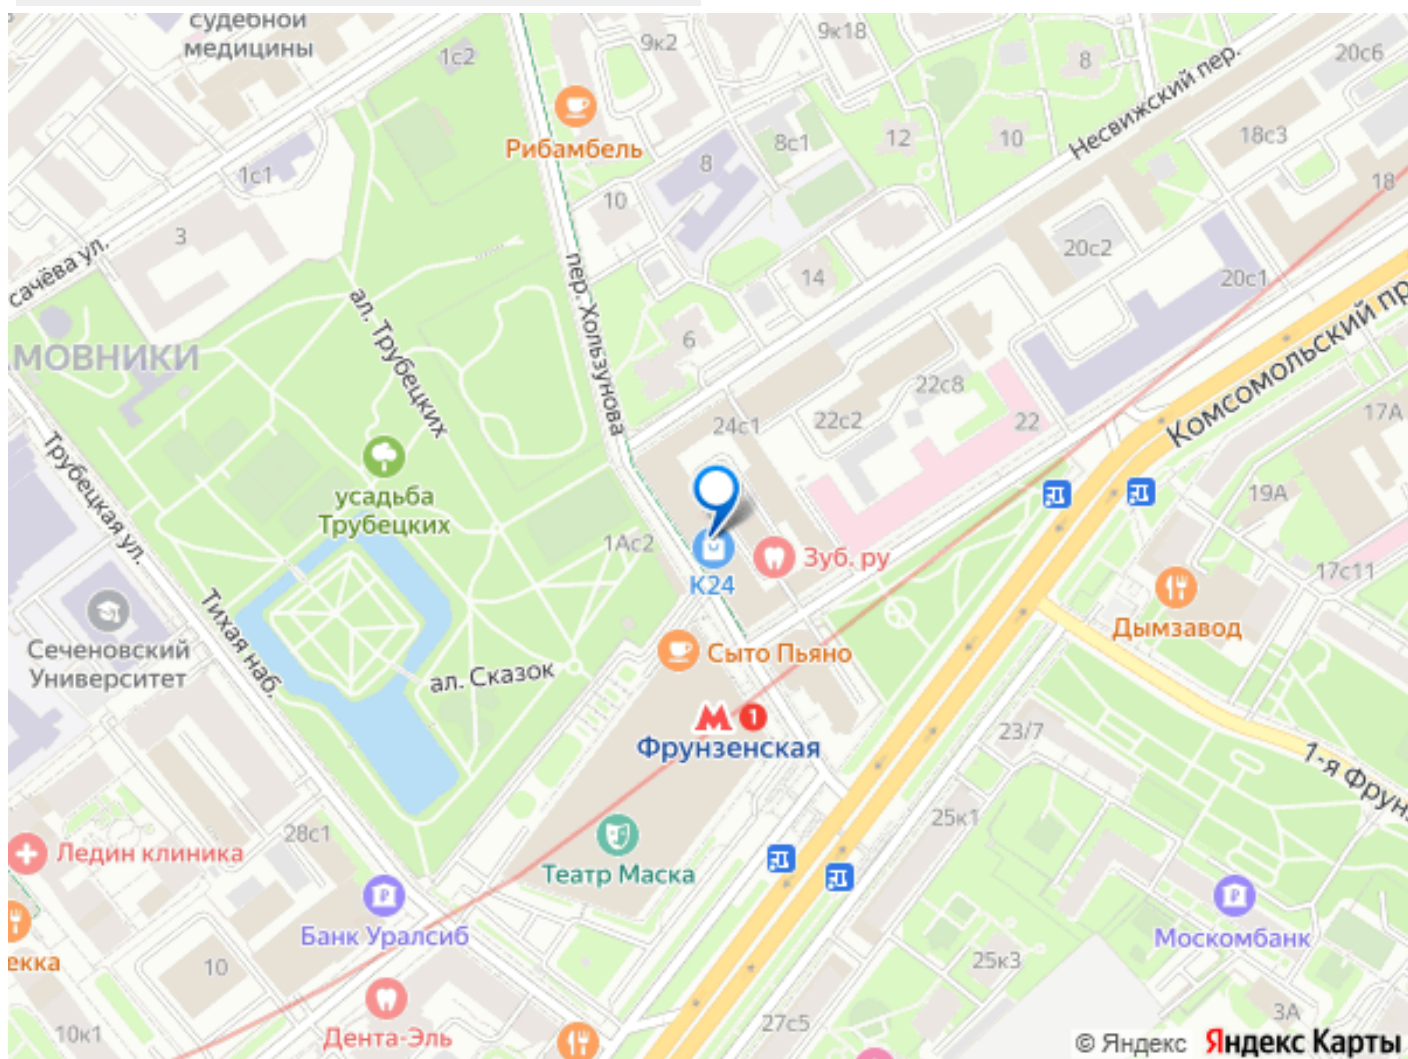 судебной
медицины
1с2
9к2
9к18
8
20с6
Несвижский пер.
Рибамбель
8
8с1
12
10
18с3
18
1с1
10
3
сачёва ул.
пер. Хользунова
14
20с2
20с1
ал. Трубецких
МОВНИКИ
6
Комсомольский пр
22с8
22с2
24с1
22
17А
усадьба
Трубецких
Трубецкая ул.
19А
1Ас2
К24
Зуб. ру
17с11
Дымзавод
Сеченовский
Университет
Тихая наб.
Сыто Пьяно
ал. Сказок
Фрунзенская
1
23/7
1-я Фрун
25к1
28с1
Ледин клиника
Театр Маска
Банк Уралсиб
Москомбанк
екка
10
25к3
Дента-Эль
10к1
27с5
3А
© Яндекс Яндекс Карты